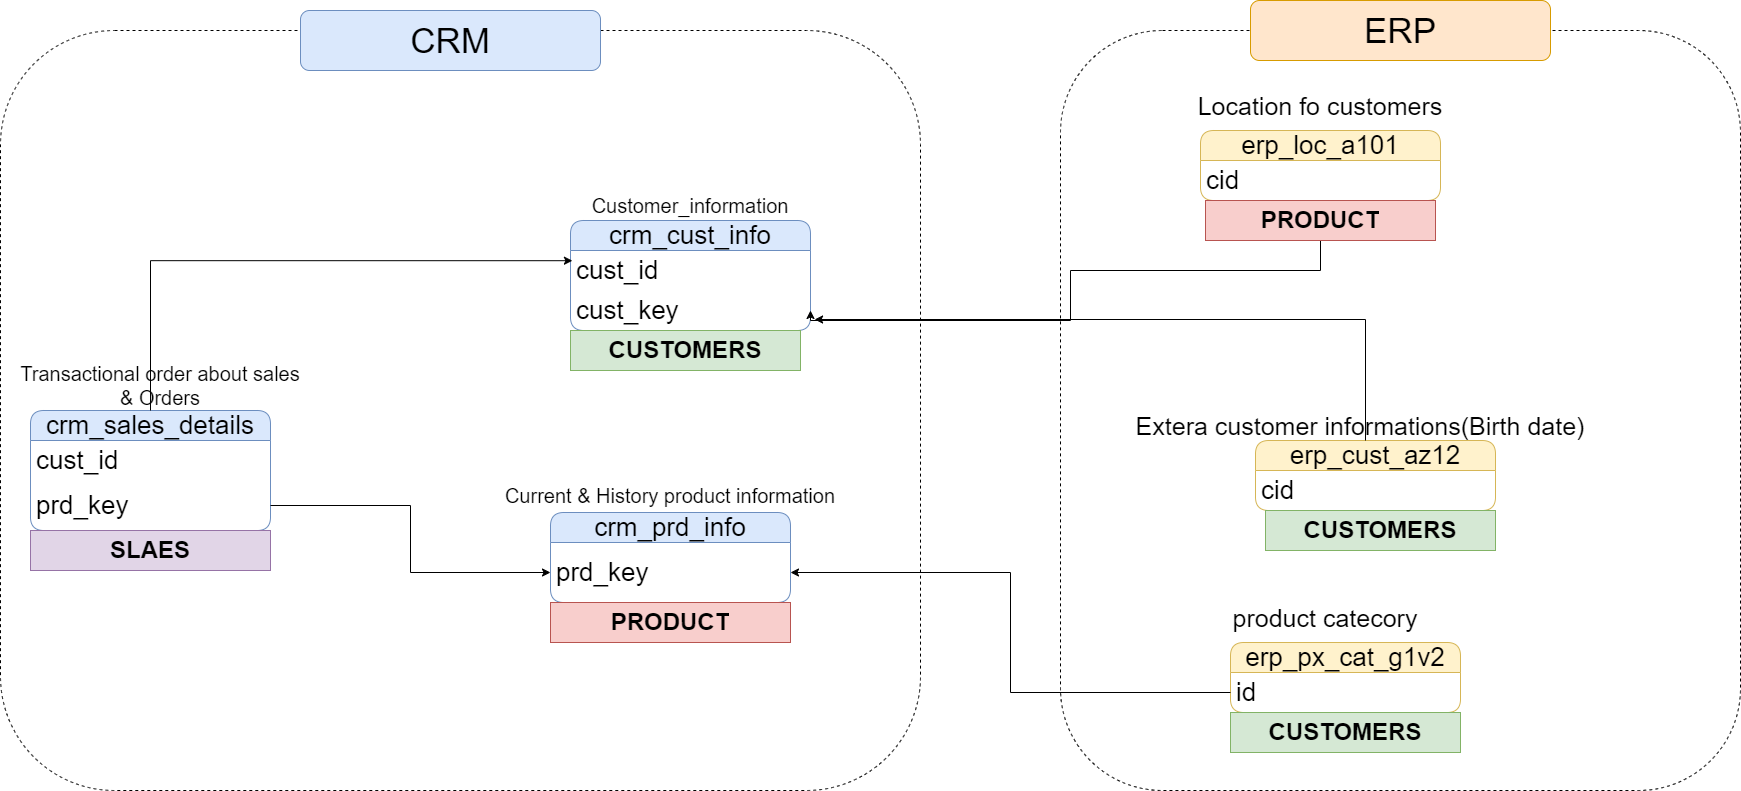 CRM
Customer_information
crm_cust_info
cust_id
cust_key
CUSTOMERS
Transactional order about sales
& Orders
crm_sales_details
cust_id
prd_key
SLAES
Current & History product information
crm_prd_info
prd_key
PRODUCT
ERP
Location fo customers
erp_loc_a101
cid
PRODUCT
Extera customer informations(Birth date)
erp_cust_az12
cid
CUSTOMERS
product catecory
erp_px_cat_g1v2
id
CUSTOMERS